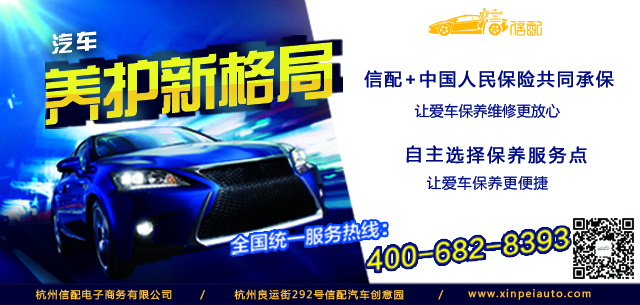 信配
汽车
养护新格局
信配+中国人民保险共同承保
让爱车保养维修更放心
自主选择保养服务点
让爱车保养更便捷
全国统一服务热线:
400-682-8393
杭州信配电子商务有限公司 / 杭州良运街292号信配汽车创意园 / www.xinpeiauto.com